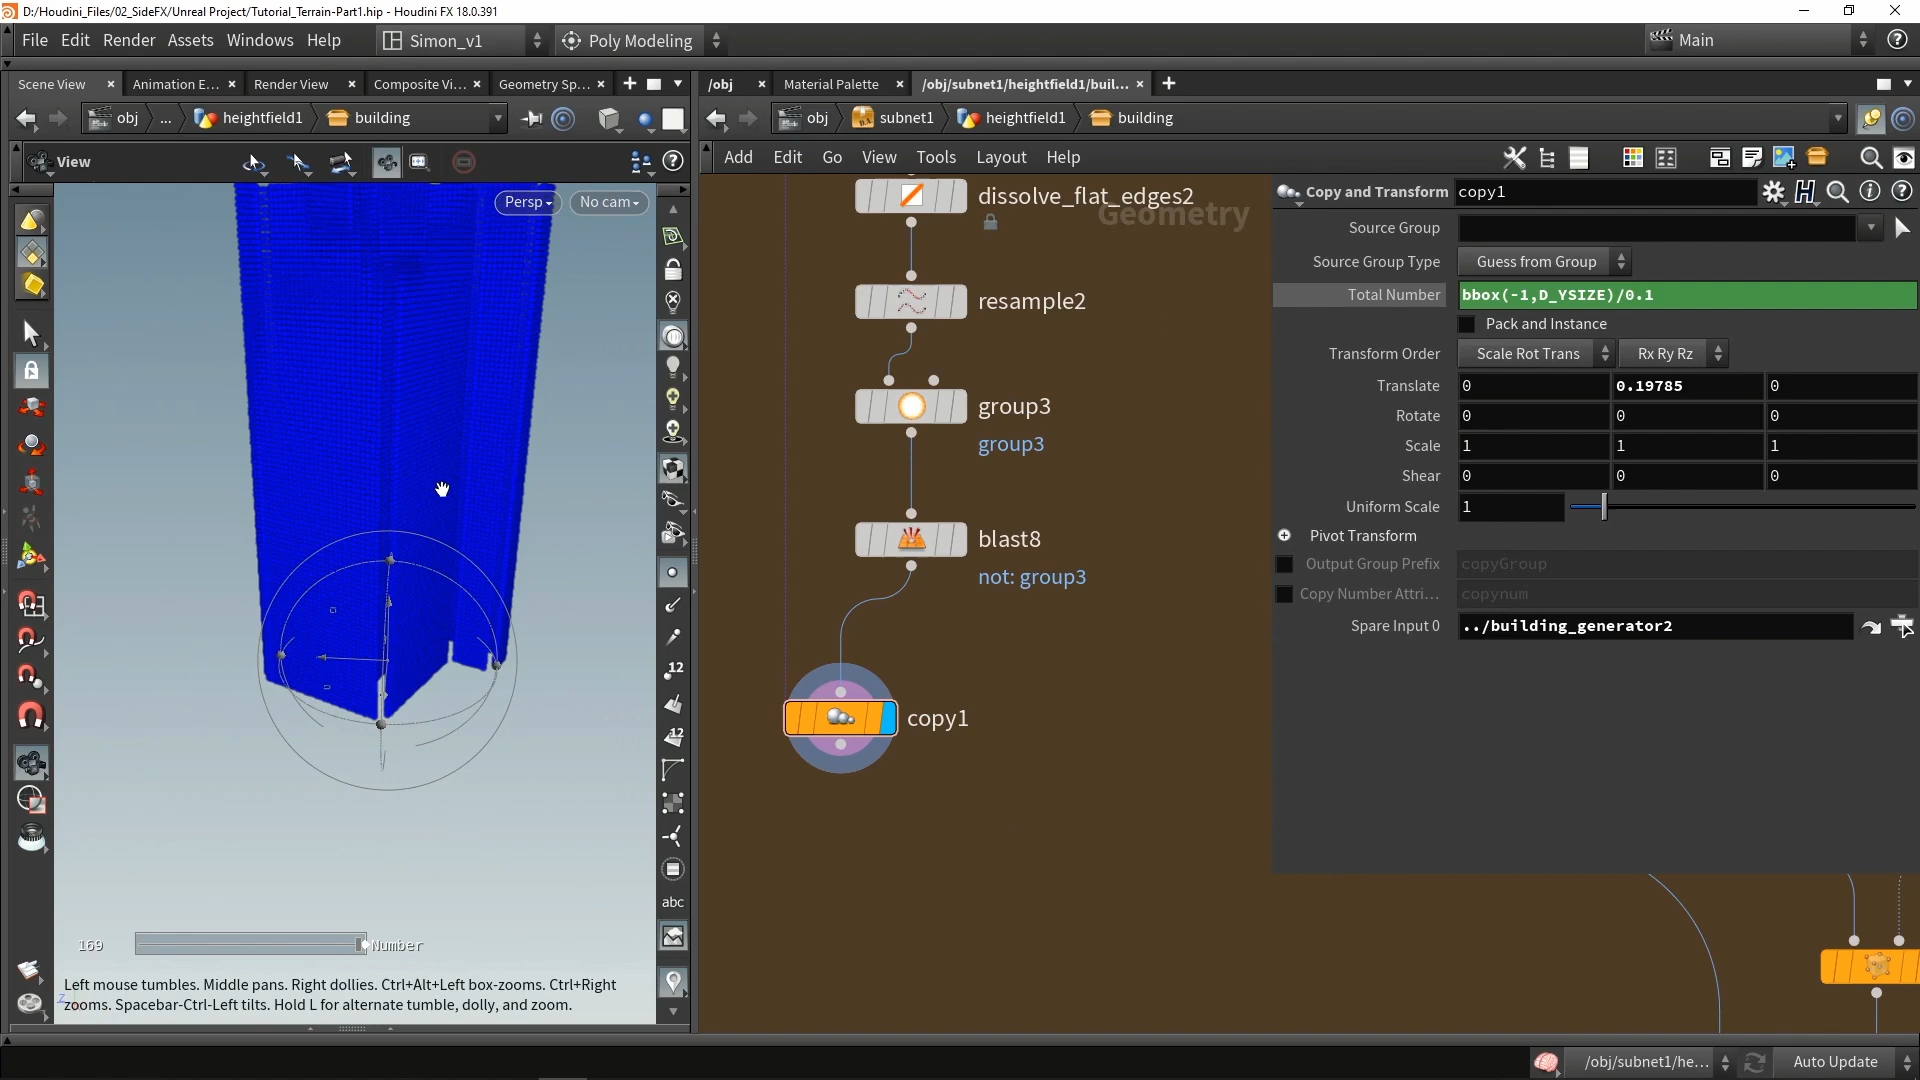 D:/Houdini_Files/02_SideFX/Unreal Project/Tutorial_Terrain-Part1.hip - Houdini FX 18.0.391
File Edit Render Assets Windows Help Simon_v1 Poly Modeling Main
Scene View Animation E... Render View Composite Vi... Geometry Sp... /obj Material Palette /obj/subnet1/heightfield1/buil...
obj ... heightfield1 building obj subnet1 heightfield1 building
View Add Edit Go View Tools Layout Help
Persp No cam
dissolve_flat_edges2
Geometry
resample2
group3
group3
blast8
not: group3
copy1
Copy and Transform copy1
Source Group
Source Group Type Guess from Group
Total Number bbox(-1,D_YSIZE)/0.1
Pack and Instance
Transform Order Scale Rot Trans Rx Ry Rz
Translate 0 0.19785 0
Rotate 0 0 0
Scale 1 1 1
Shear 0 0 0
Uniform Scale 1
Pivot Transform
Output Group Prefix copyGroup
Copy Number Attri... copynum
Spare Input 0 ../building_generator2
12
12
abc
169 Number
Left mouse tumbles. Middle pans. Right dollies. Ctrl+Alt+Left box-zooms. Ctrl+Right
zooms. Spacebar-Ctrl-Left tilts. Hold L for alternate tumble, dolly, and zoom.
/obj/subnet1/he... Auto Update